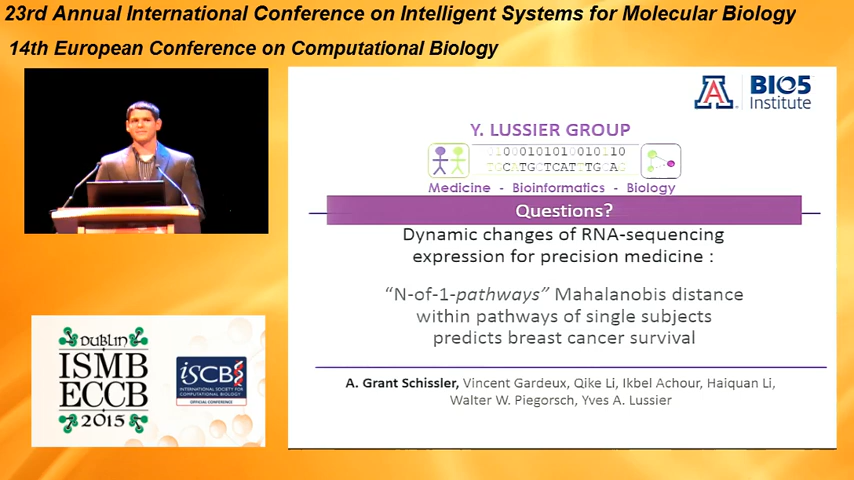 23rd Annual International Conference on Intelligent Systems for Molecular Biology
14th European Conference on Computational Biology
A
BIO5
Institute
Y. LUSSIER GROUP
Medicine - Bioinformatics - Biology
Questions?
Dynamic changes of RNA-sequencing
expression for precision medicine :
“N-of-1-pathways” Mahalanobis distance
within pathways of single subjects
predicts breast cancer survival
A. Grant Schissler, Vincent Gardeux, Qike Li, Ikbel Achour, Haiquan Li,
Walter W. Piegorsch, Yves A. Lussier
DUBLIN
ISMB
ECCB
2015
ISCB
INTERNATIONAL SOCIETY FOR
COMPUTATIONAL BIOLOGY
OFFICIAL CONFERENCE